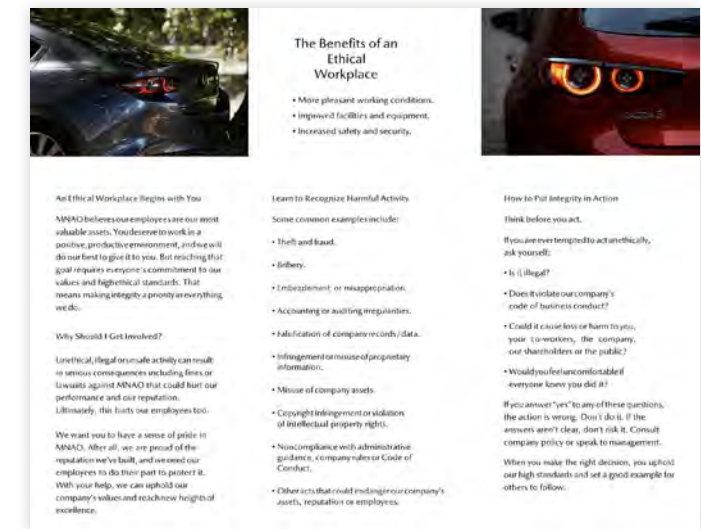 The Benefits of an
Ethical
Workplace
• More pleasant working conditions.
• Improved facilities and equipment.
• Increased safety and security.
An Ethical Workplace Begins with You
MNAO believes our employees are our most
valuable assets. You deserve to work in a
positive, productive environment, and we will
do our best to give it to you. But reaching that
goal requires everyone's commitment to our
values and high ethical standards. That
means making integrity a priority in everything
we do.
Why Should I Get Involved?
Unethical, illegal or unsafe activity can result
in serious consequences including fines or
lawsuits against MNAO that could hurt our
performance and our reputation.
Ultimately, this hurts our employees too.
We want you to have a sense of pride in
MNAO. After all, we are proud of the
reputation we've built, and we need our
employees to do their part to protect it.
With your help, we can uphold our
company's values and reach new heights of
excellence.
Learn to Recognize Harmful Activity
Some common examples include:
• Theft and fraud.
• Bribery.
• Embezzlement or misappropriation.
• Accounting or auditing irregularities.
• Falsification of company records / data.
• Infringement or misuse of proprietary
information.
• Misuse of company assets.
• Copyright infringement or violation
of intellectual property rights.
• Noncompliance with administrative
guidance, company rules or Code of
Conduct.
• Other acts that could endanger our company's
assets, reputation or employees.
How to Put Integrity in Action
Think before you act.
If you are ever tempted to act unethically,
ask yourself:
• Is it illegal?
• Does it violate our company's
code of business conduct?
• Could it cause loss or harm to you,
your co-workers, the company,
our shareholders or the public?
• Would you feel uncomfortable if
everyone knew you did it?
If you answer "yes" to any of these questions,
the action is wrong. Don't do it. If the
answers aren't clear, don't risk it. Consult
company policy or speak to management.
When you make the right decision, you uphold
our high standards and set a good example for
others to follow.